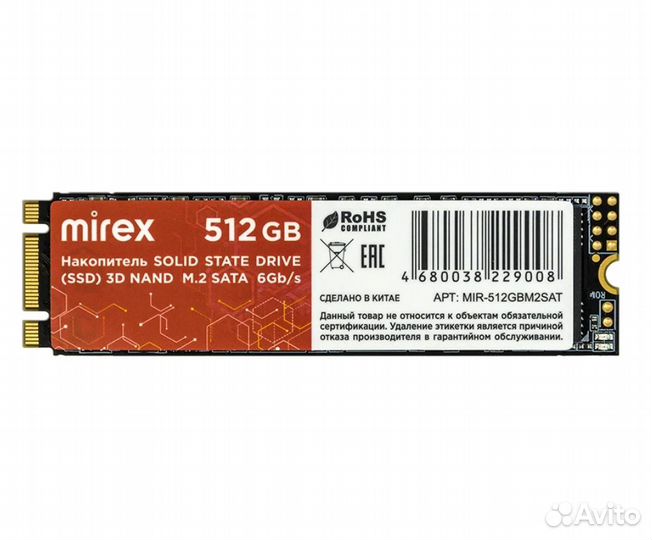 mirex 512 GB
Накопитель SOLID STATE DRIVE
(SSD) 3D NAND M.2 SATA 6Gb/s
RoHS
COMPLIANT
EAC
4 680038 229008
СДЕЛАНО В КИТАЕ АРТ: MIR-512GBM2SAT
Данный товар не относится к объектам обязательной
сертификации. Удаление этикетки является причиной
отказа производителя в гарантийном обслуживании.
Avito